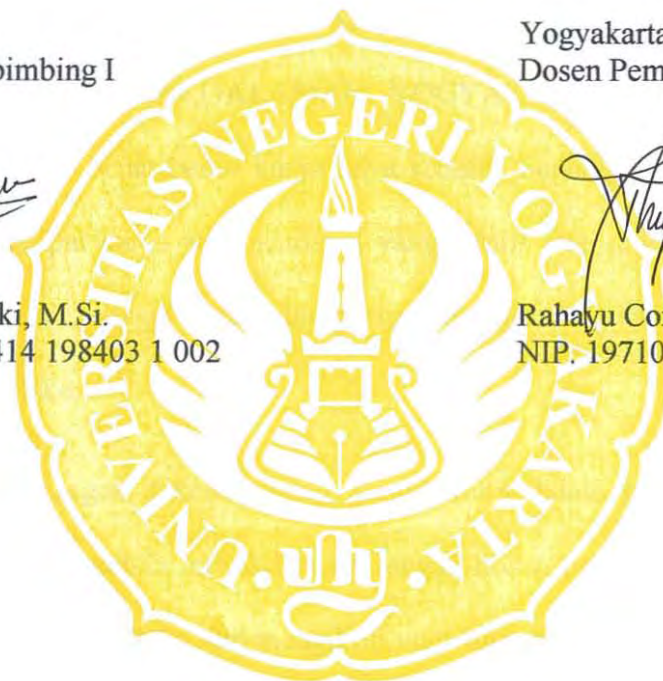 Yogyakarta
bimbing I
Dosen Pem
UNIVERSITAS NEGERI YOGYAKARTA
uny
ki, M.Si.
Rahayu Co
414 198403 1 002
NIP. 19710